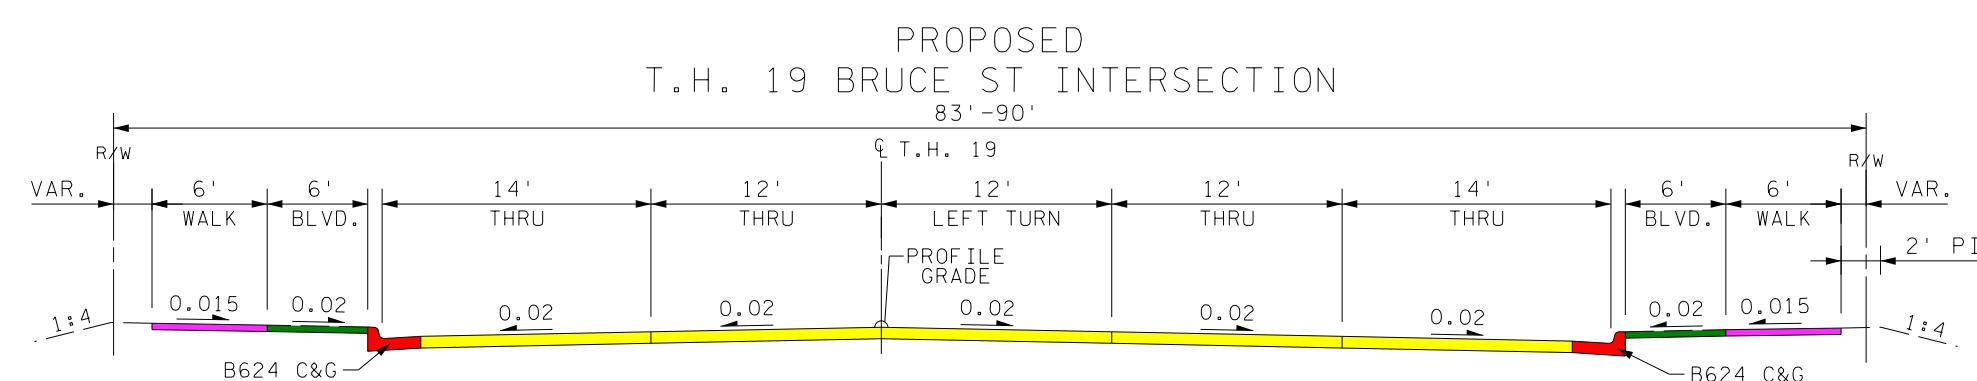 PROPOSED
T.H. 19 BRUCE ST INTERSECTION
83'-90'
R/W
℄ T.H. 19
R/W
VAR.
6'
6'
14'
12'
12'
12'
14'
6'
6'
VAR.
WALK
BLVD.
THRU
THRU
LEFT TURN
THRU
THRU
BLVD.
WALK
2' PI
PROFILE
GRADE
1:4
0.015
0.02
0.02
0.02
0.02
0.02
0.02
0.02
0.015
1:4
B624 C&G
B624 C&G